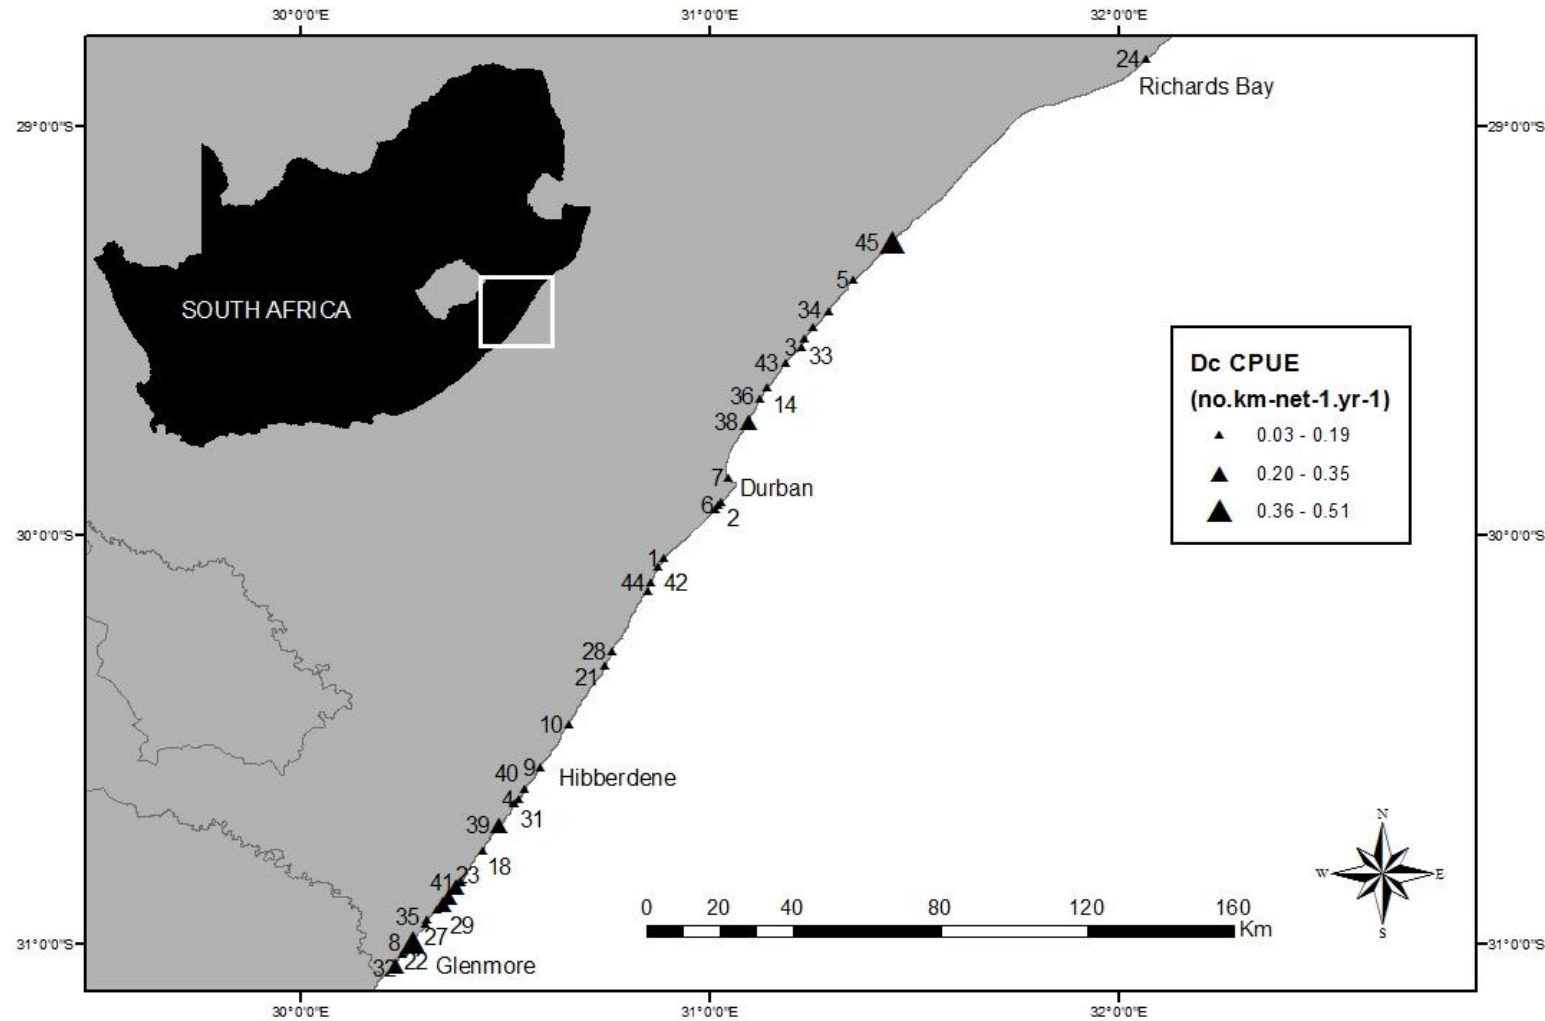 30°0'0"E 31°0'0"E 32°0'0"E
24
Richards Bay
29°0'0"S 29°0'0"S
45
5
SOUTH AFRICA
34
3 33
43
Dc CPUE
(no.km-net-1.yr-1)
0.03 - 0.19
0.20 - 0.35
0.36 - 0.51
36 14
38
7
Durban
6 2
30°0'0"S 30°0'0"S
1
44 42
28
21
10
9 Hibberdene
40
4 31
39
18
41 23
35 29
27
8
22 Glenmore
32
0 20 40 80 120 160
Km
N
W E
S
31°0'0"S 31°0'0"S
30°0'0"E 31°0'0"E 32°0'0"E